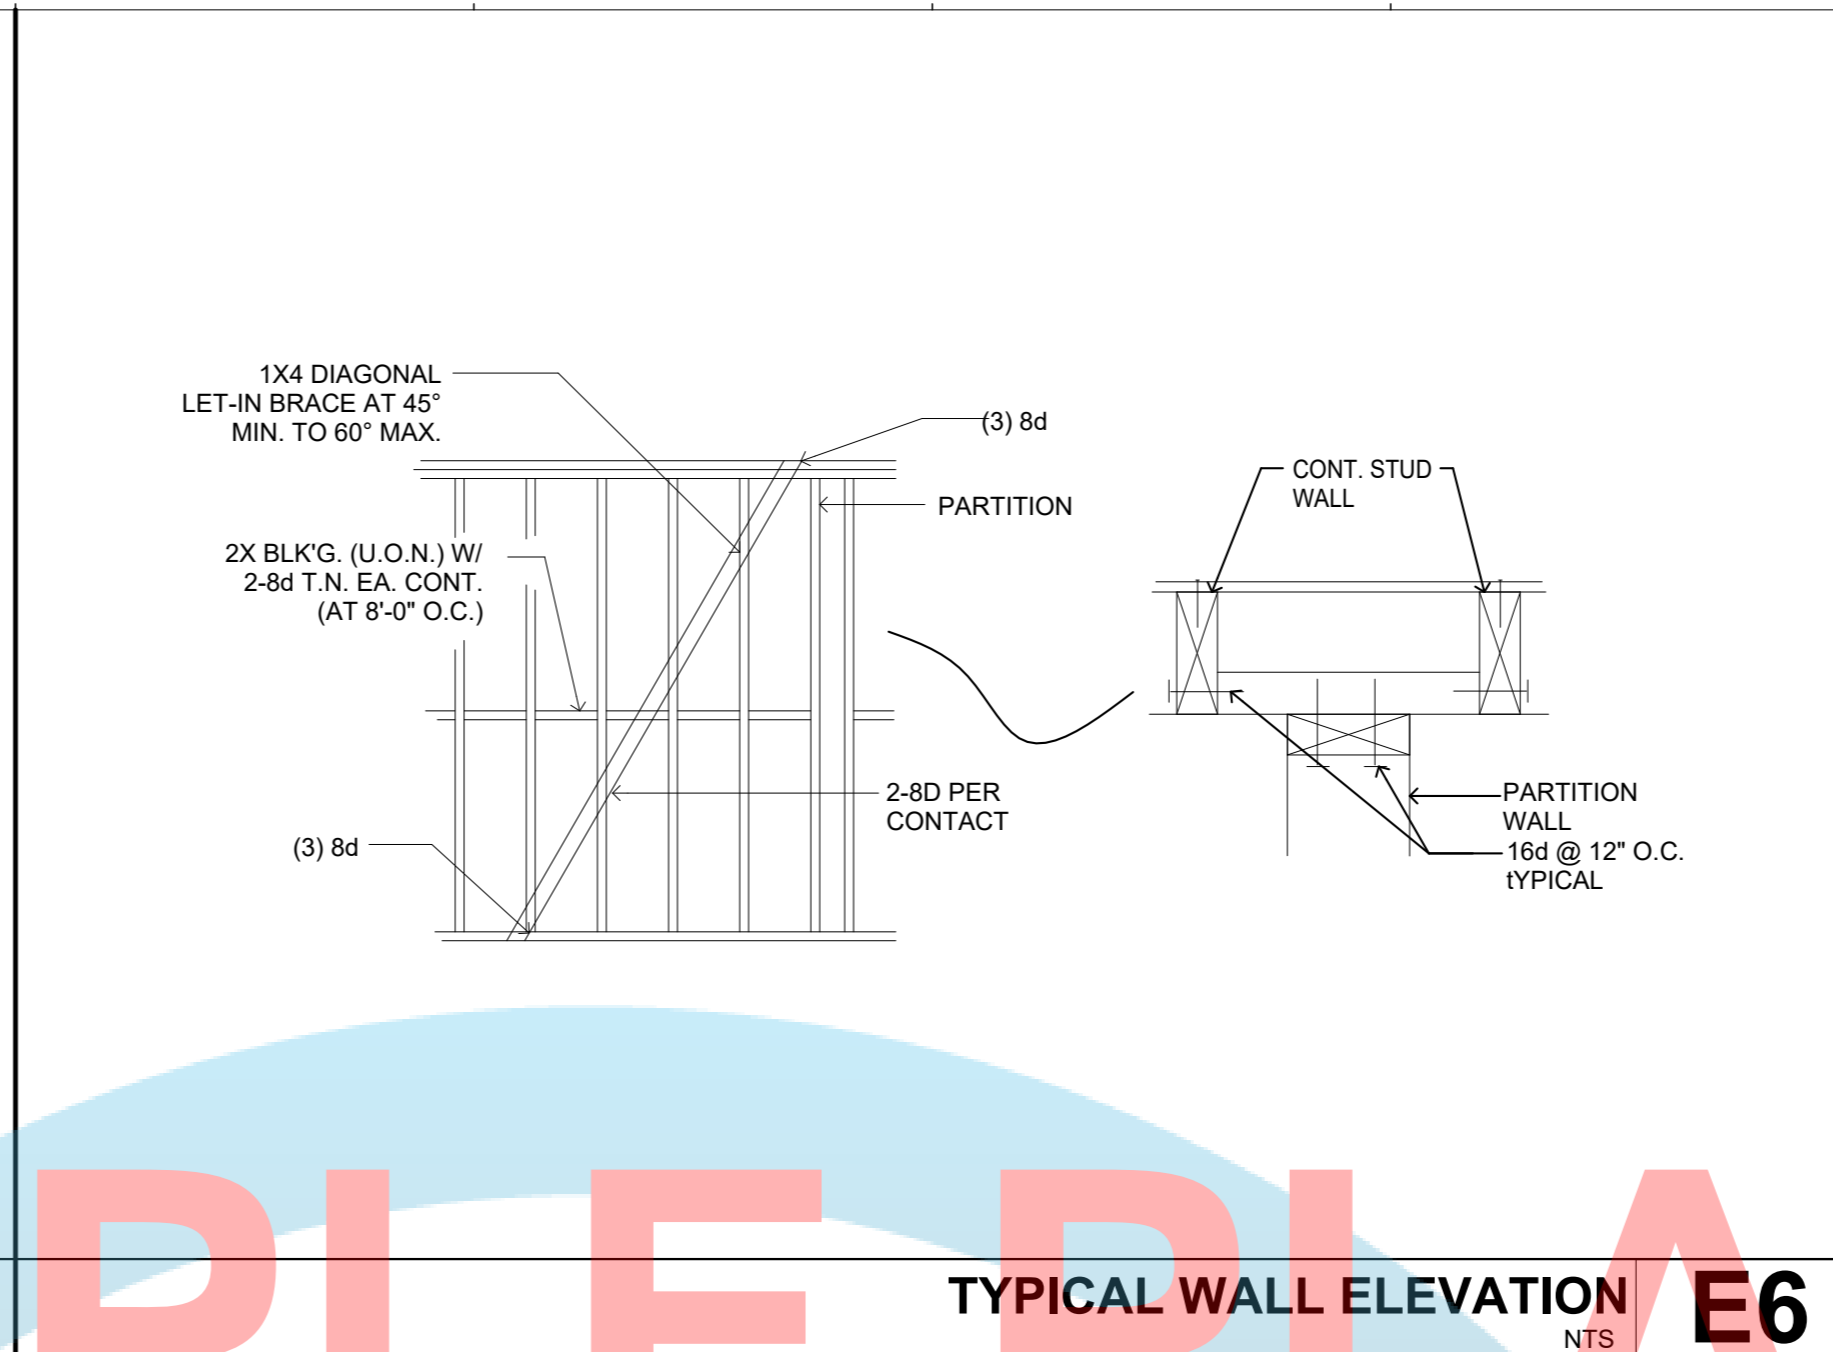 1X4 DIAGONAL
LET-IN BRACE AT 45°
MIN. TO 60° MAX.
(3) 8d
PARTITION
2X BLK'G. (U.O.N.) W/
2-8d T.N. EA. CONT.
(AT 8'-0" O.C.)
2-8D PER
CONTACT
(3) 8d
CONT. STUD
WALL
PARTITION
WALL
16d @ 12" O.C.
tYPICAL
PLE PLA
TYPICAL WALL ELEVATION
NTS
E6